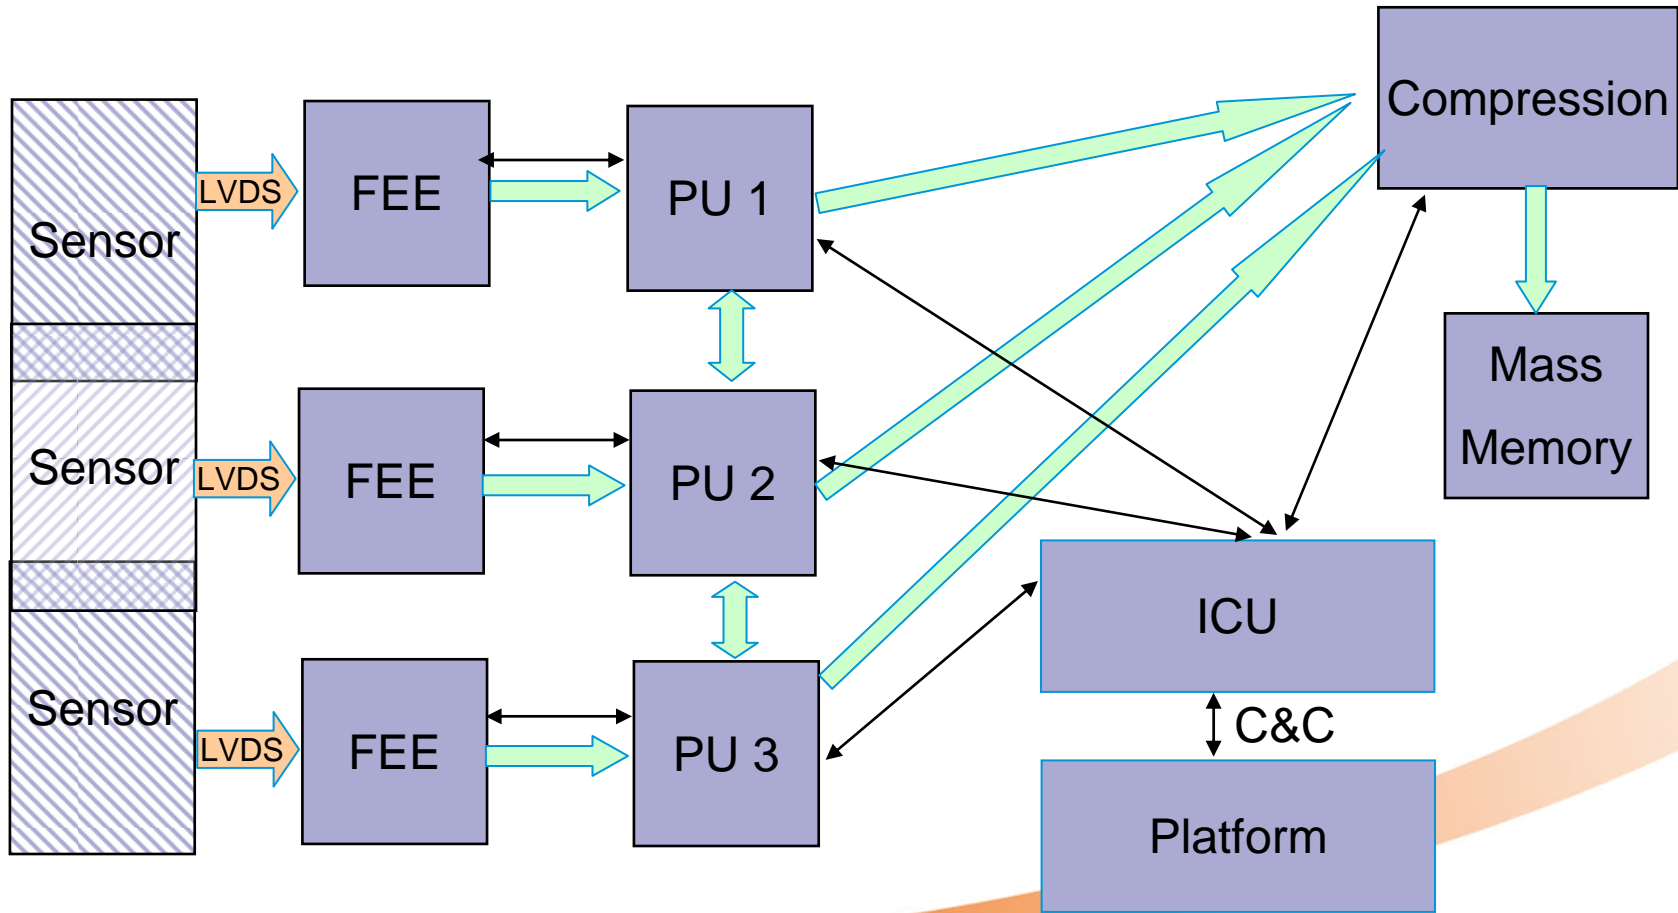 Compression
Sensor
LVDS
FEE
PU 1
Mass
Memory
Sensor
LVDS
FEE
PU 2
ICU
Sensor
LVDS
FEE
PU 3
C&C
Platform